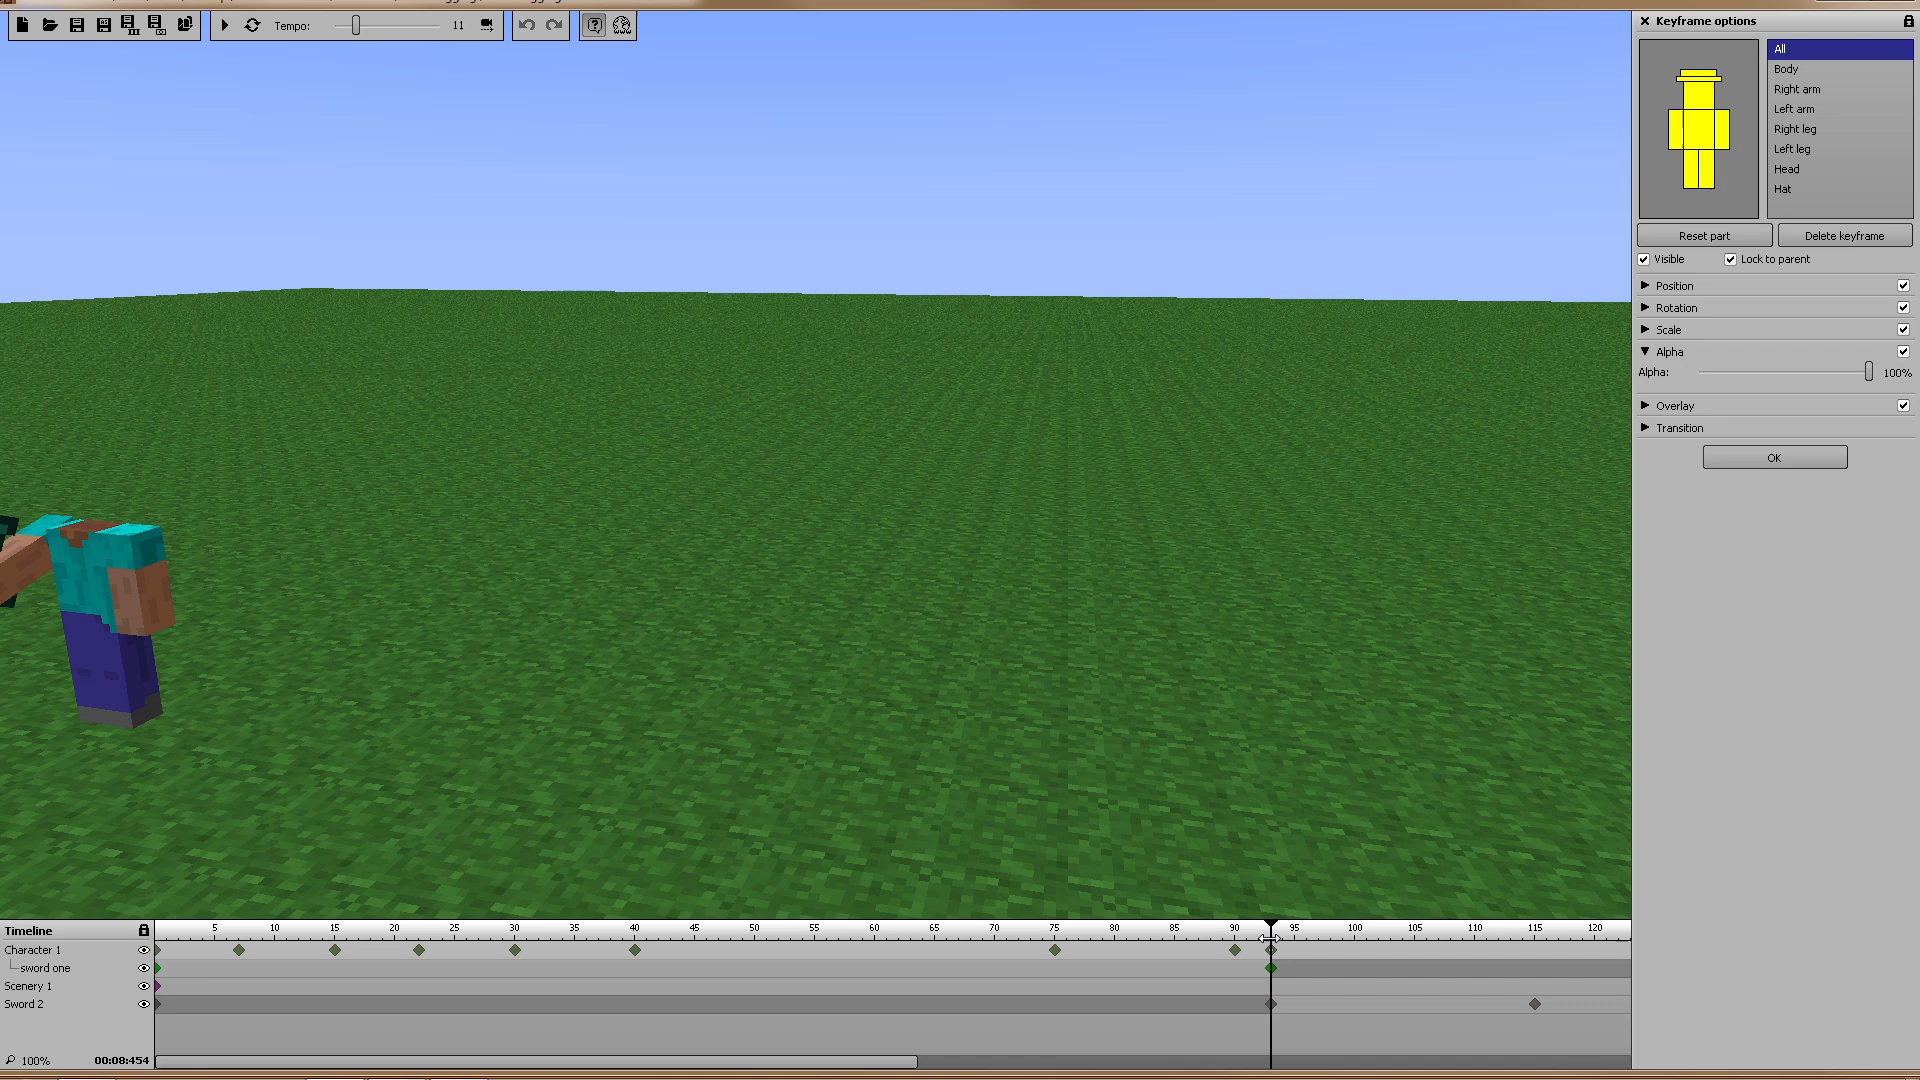 Tempo: 11
Keyframe options
All
Body
Right arm
Left arm
Right leg
Left leg
Head
Hat
Reset part Delete keyframe
Visible Lock to parent
Position
Rotation
Scale
Alpha
Alpha: 100%
Overlay
Transition
OK
Timeline 5 10 15 20 25 30 35 40 45 50 55 60 65 70 75 80 85 90 95 100 105 110 115 120
Character 1
sword one
Scenery 1
Sword 2
100% 00:08:454